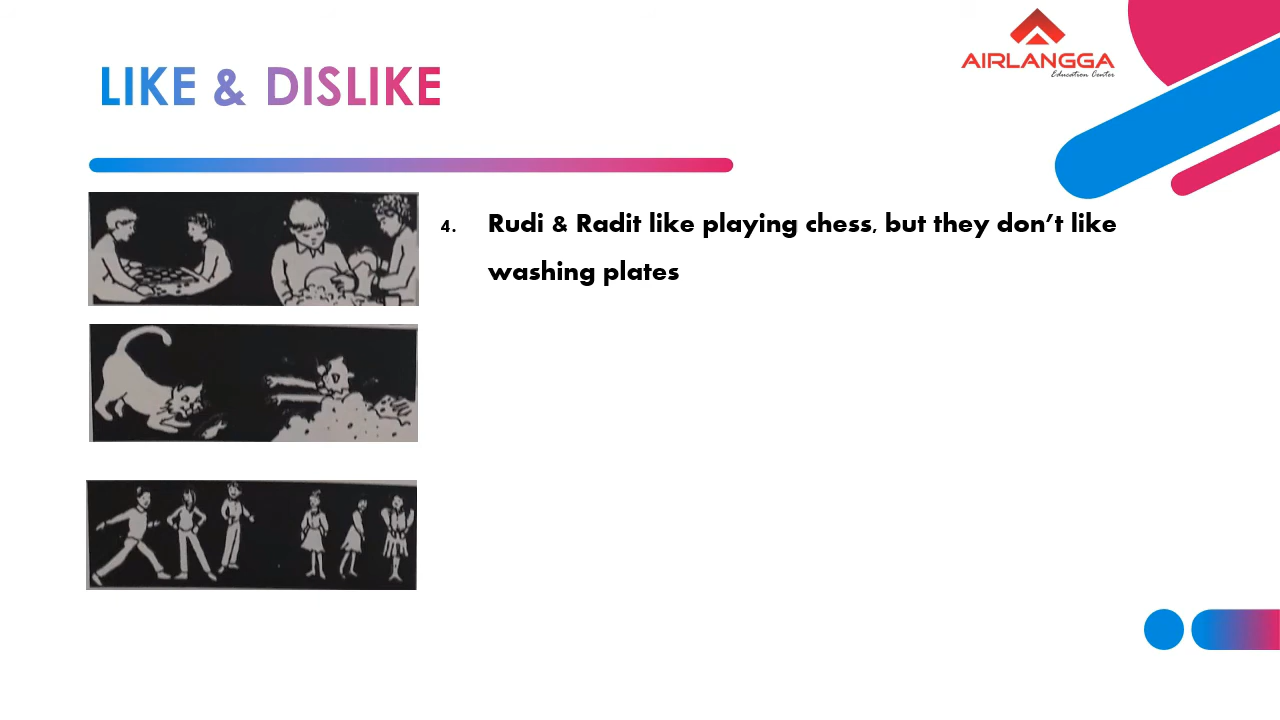 AIRLANGGA
Education Center
LIKE & DISLIKE
4. Rudi & Radit like playing chess, but they don’t like
washing plates